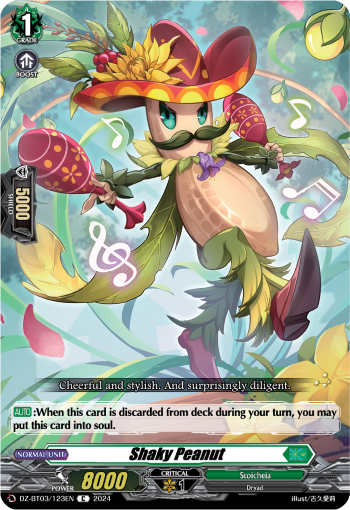 1
GRADE
BOOST
5000
SHIELD
Cheerful and stylish. And surprisingly diligent.
AUTO :When this card is discarded from deck during your turn, you may
put this card into soul.
NORMAL UNIT
Shaky Peanut
Stoicheia
Dryad
POWER
8000
CRITICAL
1
DZ-BT03/123EN C 2024
illust/吉久愛莉